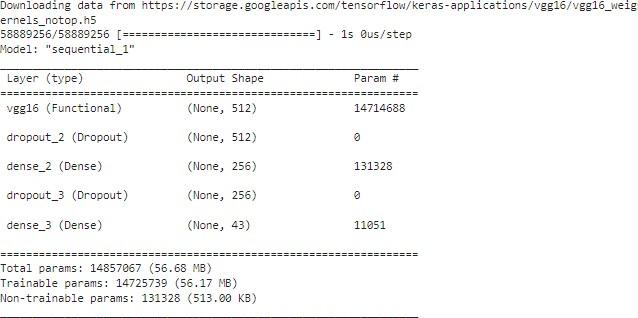 Downloading data from https://storage.googleapis.com/tensorflow/keras-applications/vgg16/vgg16_weig
ernels_notop.h5
58889256/58889256 [==============================] - 1s 0us/step
Model: "sequential_1"
_________________________________________________________________
Layer (type) Output Shape Param #
=================================================================
vgg16 (Functional) (None, 512) 14714688
dropout_2 (Dropout) (None, 512) 0
dense_2 (Dense) (None, 256) 131328
dropout_3 (Dropout) (None, 256) 0
dense_3 (Dense) (None, 43) 11051
=================================================================
Total params: 14857067 (56.68 MB)
Trainable params: 14725739 (56.17 MB)
Non-trainable params: 131328 (513.00 KB)
_________________________________________________________________